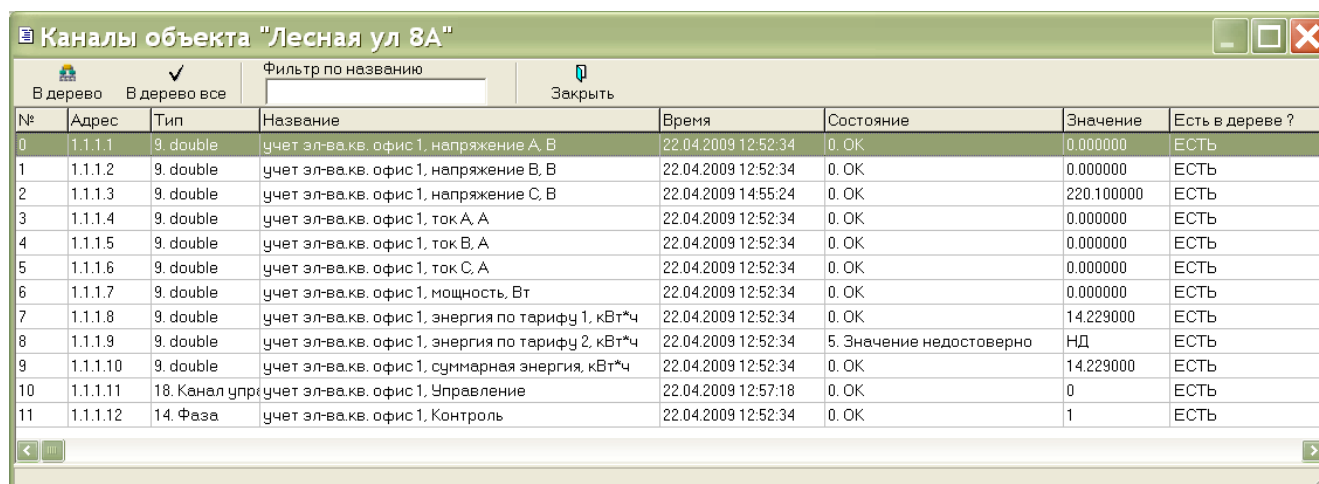 Каналы объекта "Лесная ул 8А"
В дерево В дерево все Фильтр по названию Закрыть
№ Адрес Тип Название Время Состояние Значение Есть в дереве ?
0 1.1.1.1 9. double учет эл-ва.кв. офис 1, напряжение А, В 22.04.2009 12:52:34 0. OK 0.000000 ЕСТЬ
1 1.1.1.2 9. double учет эл-ва.кв. офис 1, напряжение В, В 22.04.2009 12:52:34 0. OK 0.000000 ЕСТЬ
2 1.1.1.3 9. double учет эл-ва.кв. офис 1, напряжение С, В 22.04.2009 14:55:24 0. OK 220.100000 ЕСТЬ
3 1.1.1.4 9. double учет эл-ва.кв. офис 1, ток А, А 22.04.2009 12:52:34 0. OK 0.000000 ЕСТЬ
4 1.1.1.5 9. double учет эл-ва.кв. офис 1, ток В, А 22.04.2009 12:52:34 0. OK 0.000000 ЕСТЬ
5 1.1.1.6 9. double учет эл-ва.кв. офис 1, ток С, А 22.04.2009 12:52:34 0. OK 0.000000 ЕСТЬ
6 1.1.1.7 9. double учет эл-ва.кв. офис 1, мощность, Вт 22.04.2009 12:52:34 0. OK 0.000000 ЕСТЬ
7 1.1.1.8 9. double учет эл-ва.кв. офис 1, энергия по тарифу 1, кВт*ч 22.04.2009 12:52:34 0. OK 14.229000 ЕСТЬ
8 1.1.1.9 9. double учет эл-ва.кв. офис 1, энергия по тарифу 2, кВт*ч 22.04.2009 12:52:34 5. Значение недостоверно НД ЕСТЬ
9 1.1.1.10 9. double учет эл-ва.кв. офис 1, суммарная энергия, кВт*ч 22.04.2009 12:52:34 0. OK 14.229000 ЕСТЬ
10 1.1.1.11 18. Канал упр учет эл-ва.кв. офис 1, Управление 22.04.2009 12:57:18 0. OK 0 ЕСТЬ
11 1.1.1.12 14. Фаза учет эл-ва.кв. офис 1, Контроль 22.04.2009 12:52:34 0. OK 1 ЕСТЬ